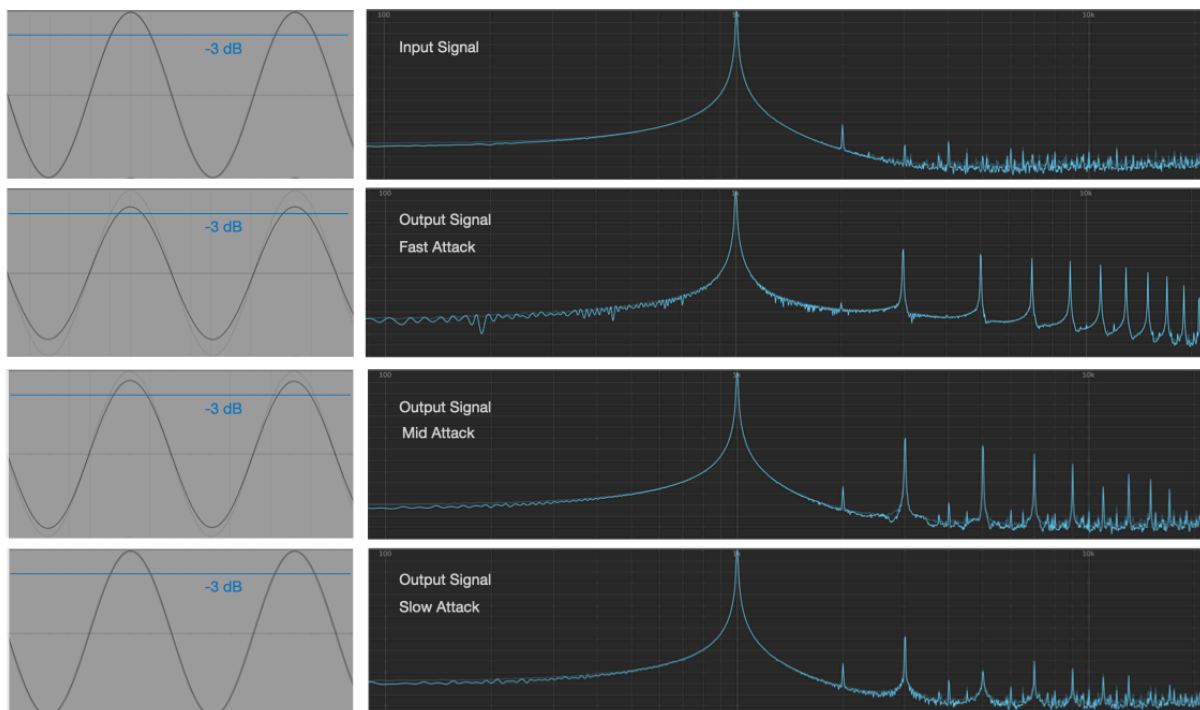 -3 dB
100 1k 10k
Input Signal
-3 dB
100 1k 10k
Output Signal
Fast Attack
-3 dB
100 1k 10k
Output Signal
Mid Attack
-3 dB
100 1k 10k
Output Signal
Slow Attack